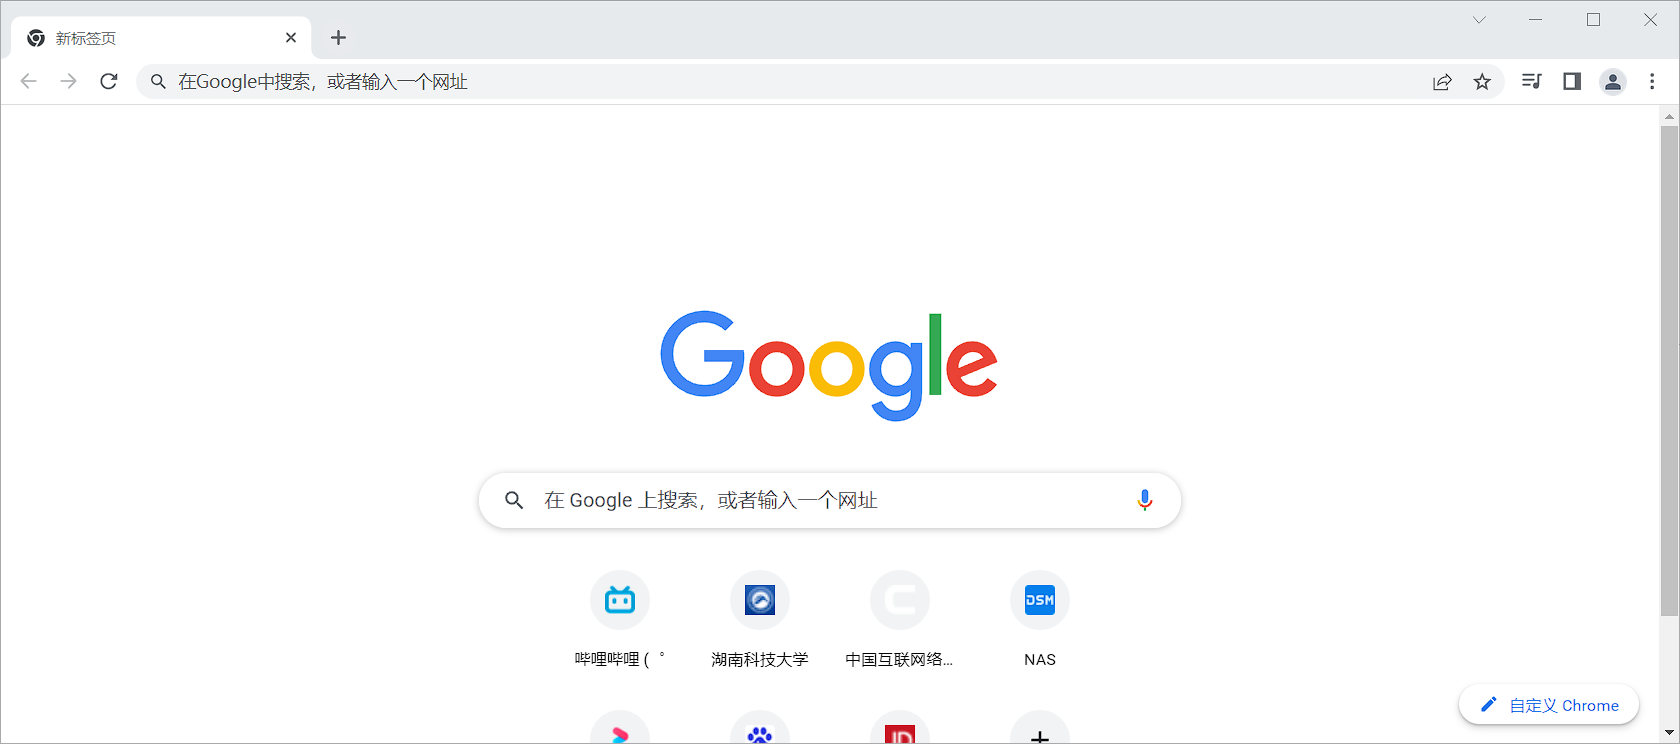 新标签页
在Google中搜索，或者输入一个网址
Google
在 Google 上搜索，或者输入一个网址
DSM
哔哩哔哩 ( ゜
湖南科技大学
中国互联网络...
NAS
JD
自定义 Chrome